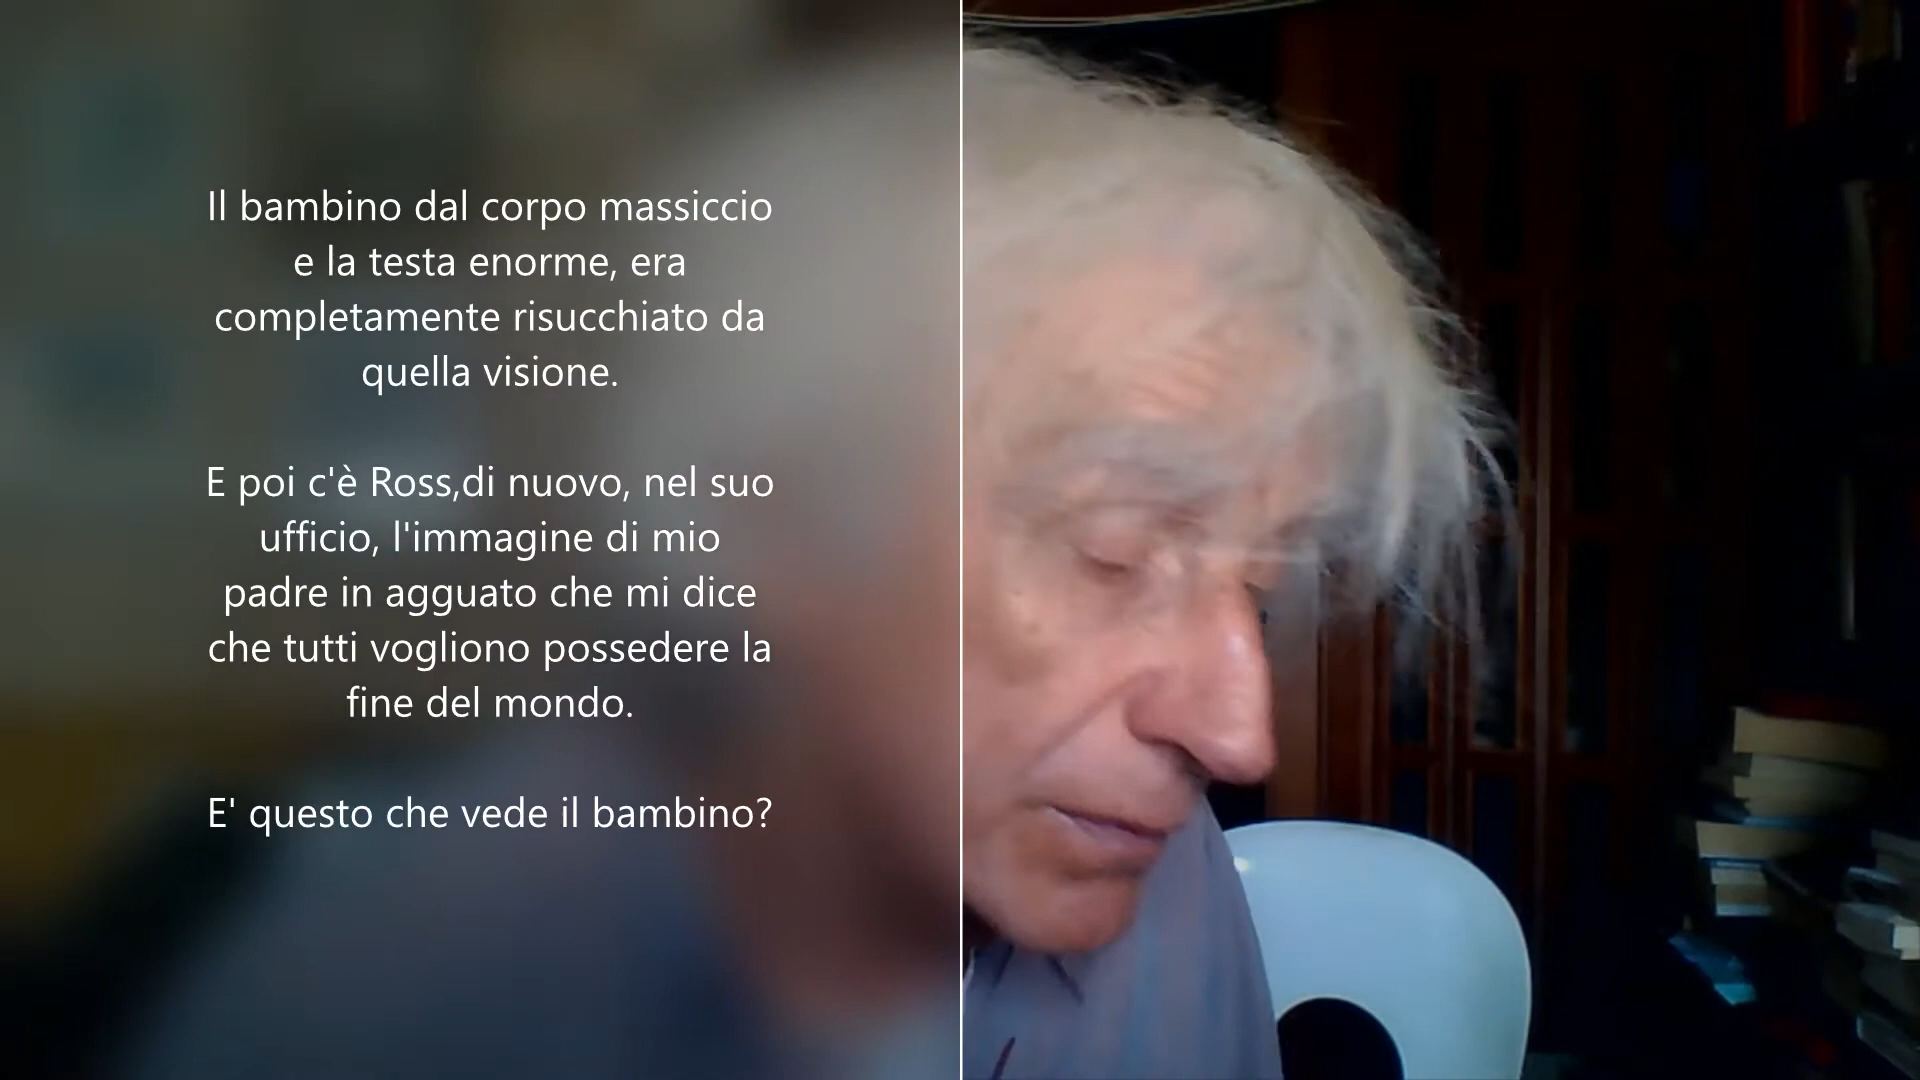 Il bambino dal corpo massiccio
e la testa enorme, era
completamente risucchiato da
quella visione.
E poi c'è Ross,di nuovo, nel suo
ufficio, l'immagine di mio
padre in agguato che mi dice
che tutti vogliono possedere la
fine del mondo.
E' questo che vede il bambino?